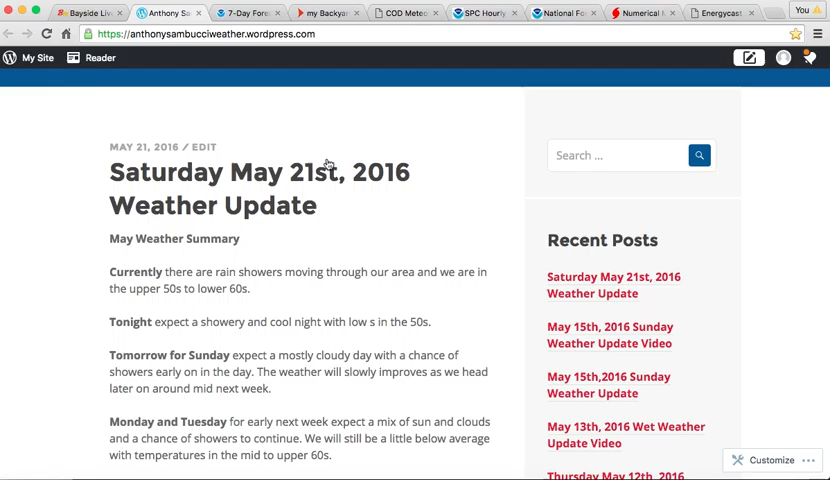 Bayside Liv
Anthony Sa
7-Day Fore
my Backyar
COD Meteo
SPC Hourly
National Fo
Numerical M
Energycast
You
https://anthonysambucciweather.wordpress.com
My Site
Reader
MAY 21, 2016 / EDIT
Saturday May 21st, 2016
Weather Update
May Weather Summary
Currently there are rain showers moving through our area and we are in
the upper 50s to lower 60s.
Tonight expect a showery and cool night with low s in the 50s.
Tomorrow for Sunday expect a mostly cloudy day with a chance of
showers early on in the day. The weather will slowly improves as we head
later on around mid next week.
Monday and Tuesday for early next week expect a mix of sun and clouds
and a chance of showers to continue. We will still be a little below average
with temperatures in the mid to upper 60s.
Search ...
Recent Posts
Saturday May 21st, 2016
Weather Update
May 15th, 2016 Sunday
Weather Update Video
May 15th,2016 Sunday
Weather Update
May 13th, 2016 Wet Weather
Update Video
Thursday May 12th, 2016
Customize